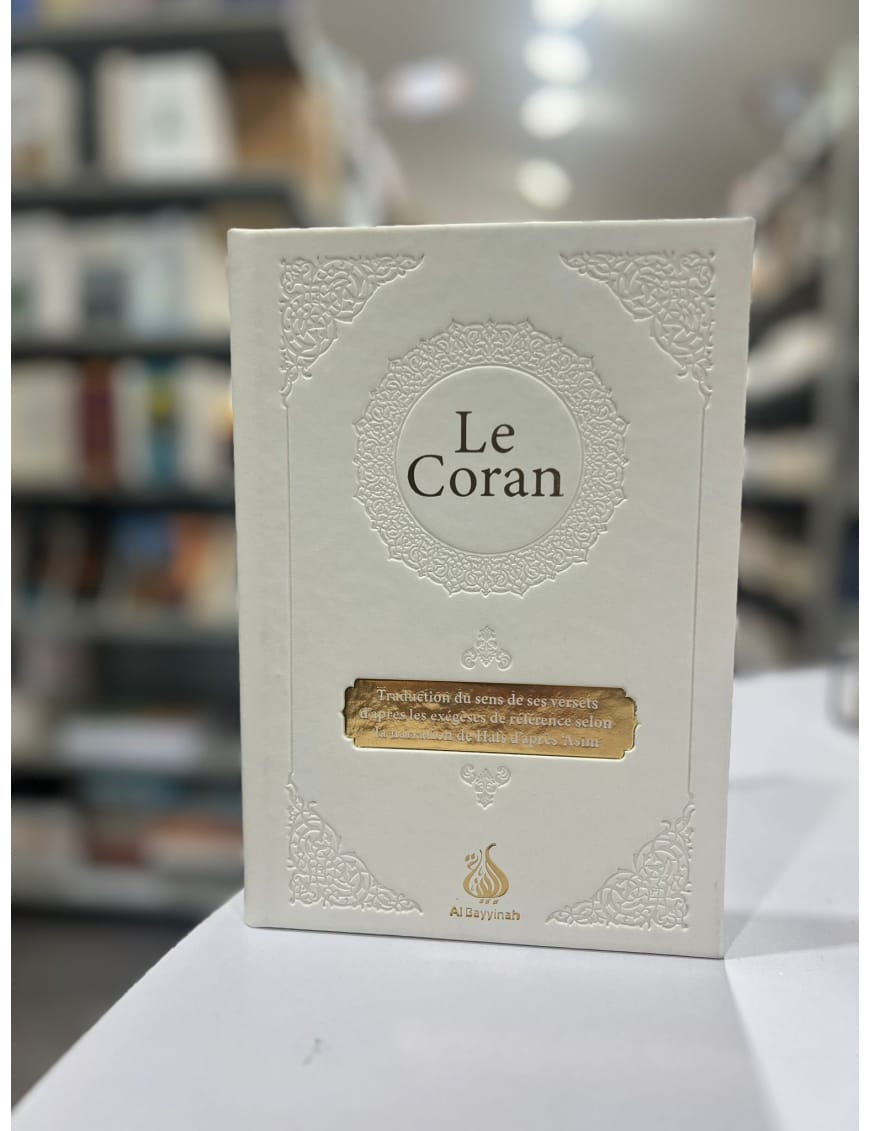 Le
Coran
Traduction du sens de ses versets
d'après les exégèses de référence selon
la narration de Hafs d'après 'Asim
Al Bayyinah